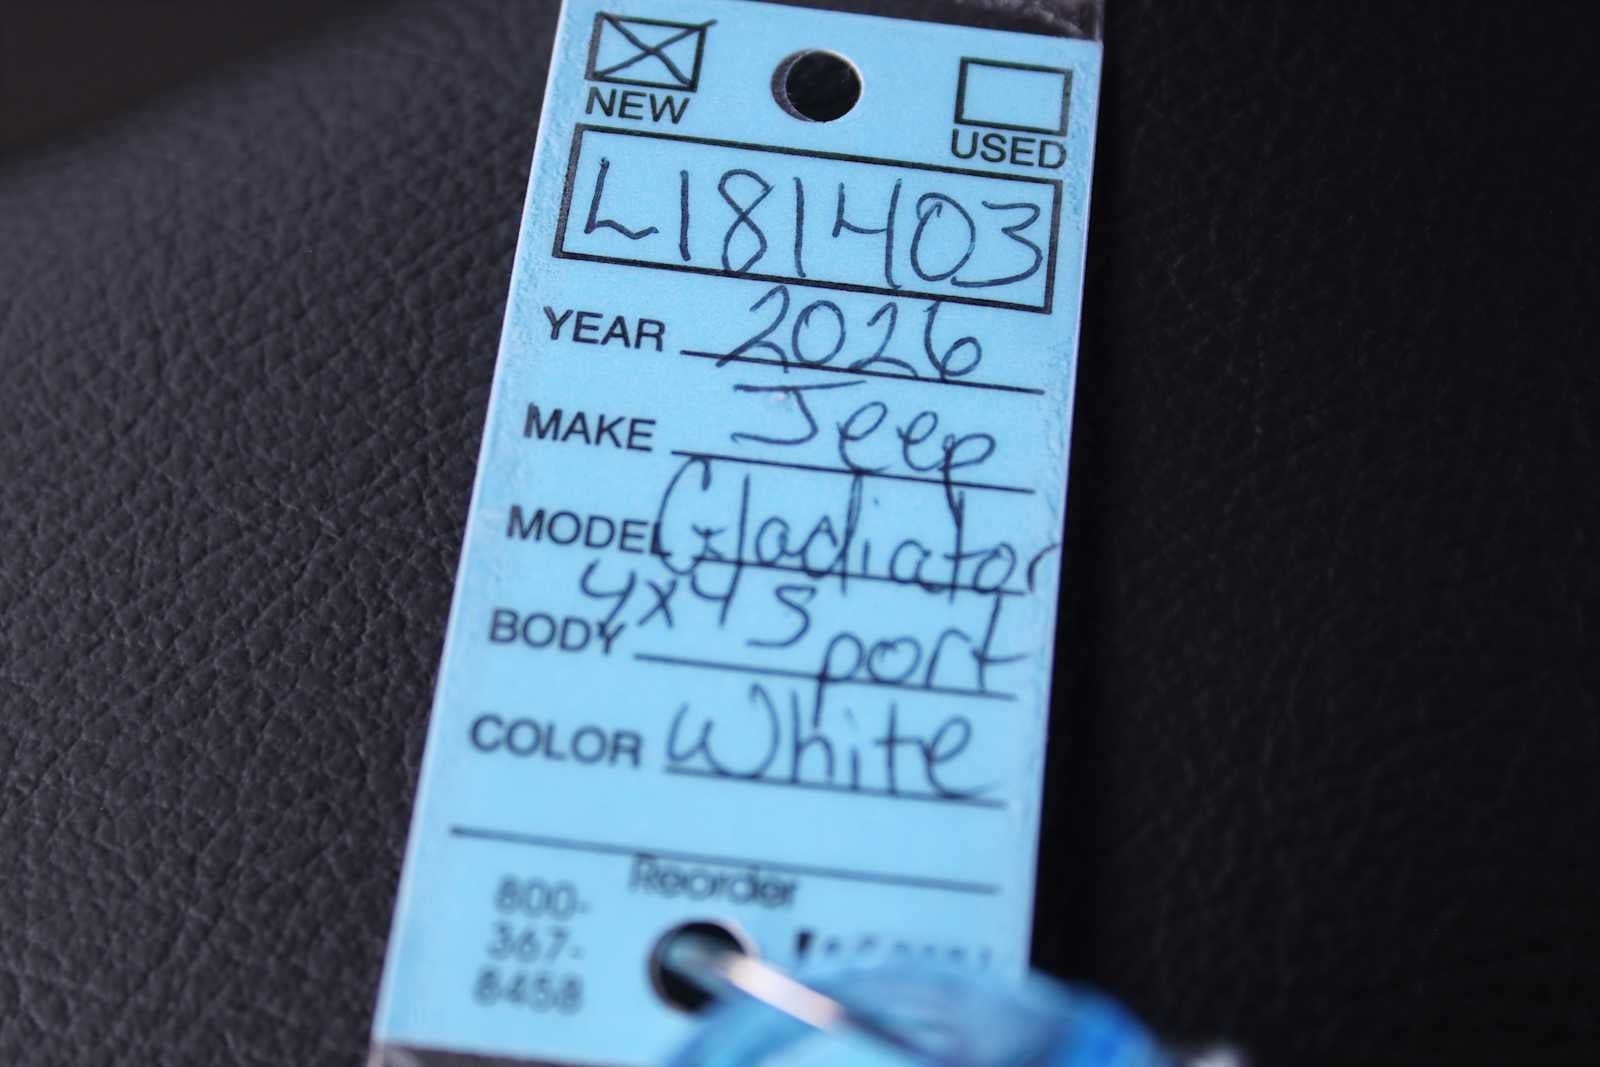 NEW
USED
L181403
YEAR 2026
MAKE Jeep
MODEL Gladiator
4x4 Sport
BODY
COLOR White
Reorder
800-
367-
8458